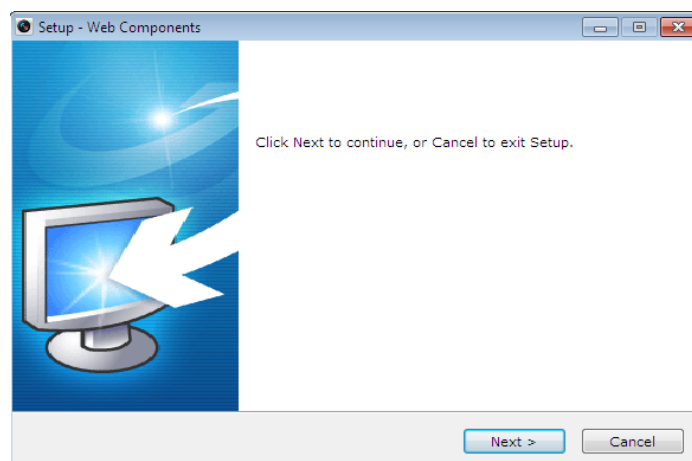 Setup - Web Components
Click Next to continue, or Cancel to exit Setup.
Next >
Cancel